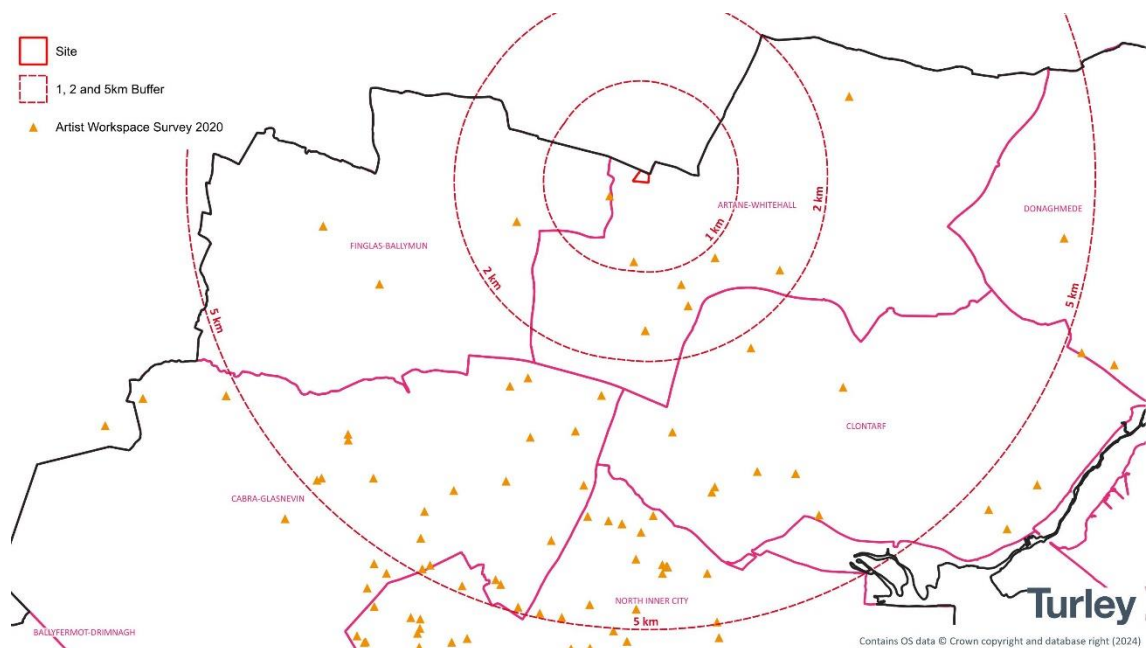 Site
1, 2 and 5km Buffer
Artist Workspace Survey 2020
ARTANE-WHITEHALL
2 km
DONAGHMEDE
1 km
FINGLAS-BALLYMUN
2 km
5 km
5 km
CLONTARF
CABRA-GLASNEVIN
NORTH INNER CITY
5 km
BALLYFERMOT-DRIMNAGH
Turley
Contains OS data © Crown copyright and database right (2024)